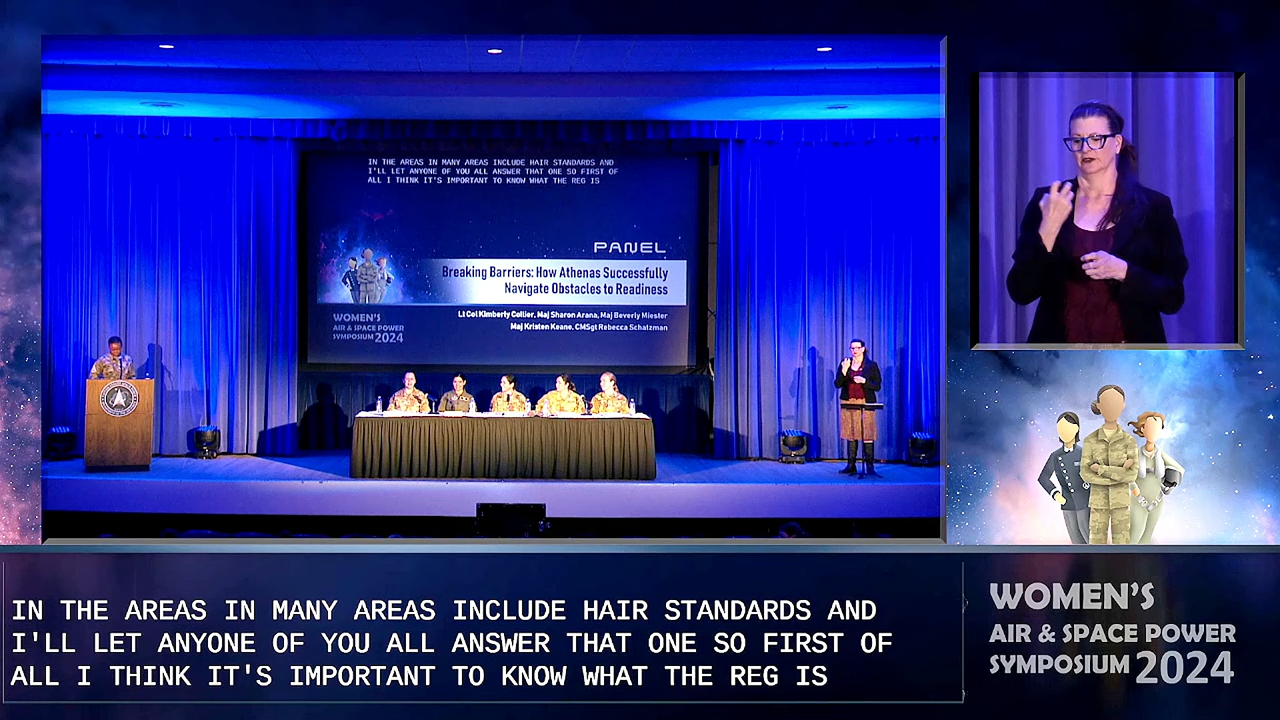 IN THE AREAS IN MANY AREAS INCLUDE HAIR STANDARDS AND
I'LL LET ANYONE OF YOU ALL ANSWER THAT ONE SO FIRST OF
ALL I THINK IT'S IMPORTANT TO KNOW WHAT THE REG IS
PANEL
Breaking Barriers: How Athenas Successfully
Navigate Obstacles to Readiness
Lt Col Kimberly Collier, Maj Sharon Arana, Maj Beverly Miester
Maj Kristen Keane, CMSgt Rebecca Schatzman
WOMEN'S
AIR & SPACE POWER
SYMPOSIUM 2024
IN THE AREAS IN MANY AREAS INCLUDE HAIR STANDARDS AND
I'LL LET ANYONE OF YOU ALL ANSWER THAT ONE SO FIRST OF
ALL I THINK IT'S IMPORTANT TO KNOW WHAT THE REG IS
WOMEN'S
AIR & SPACE POWER
SYMPOSIUM 2024